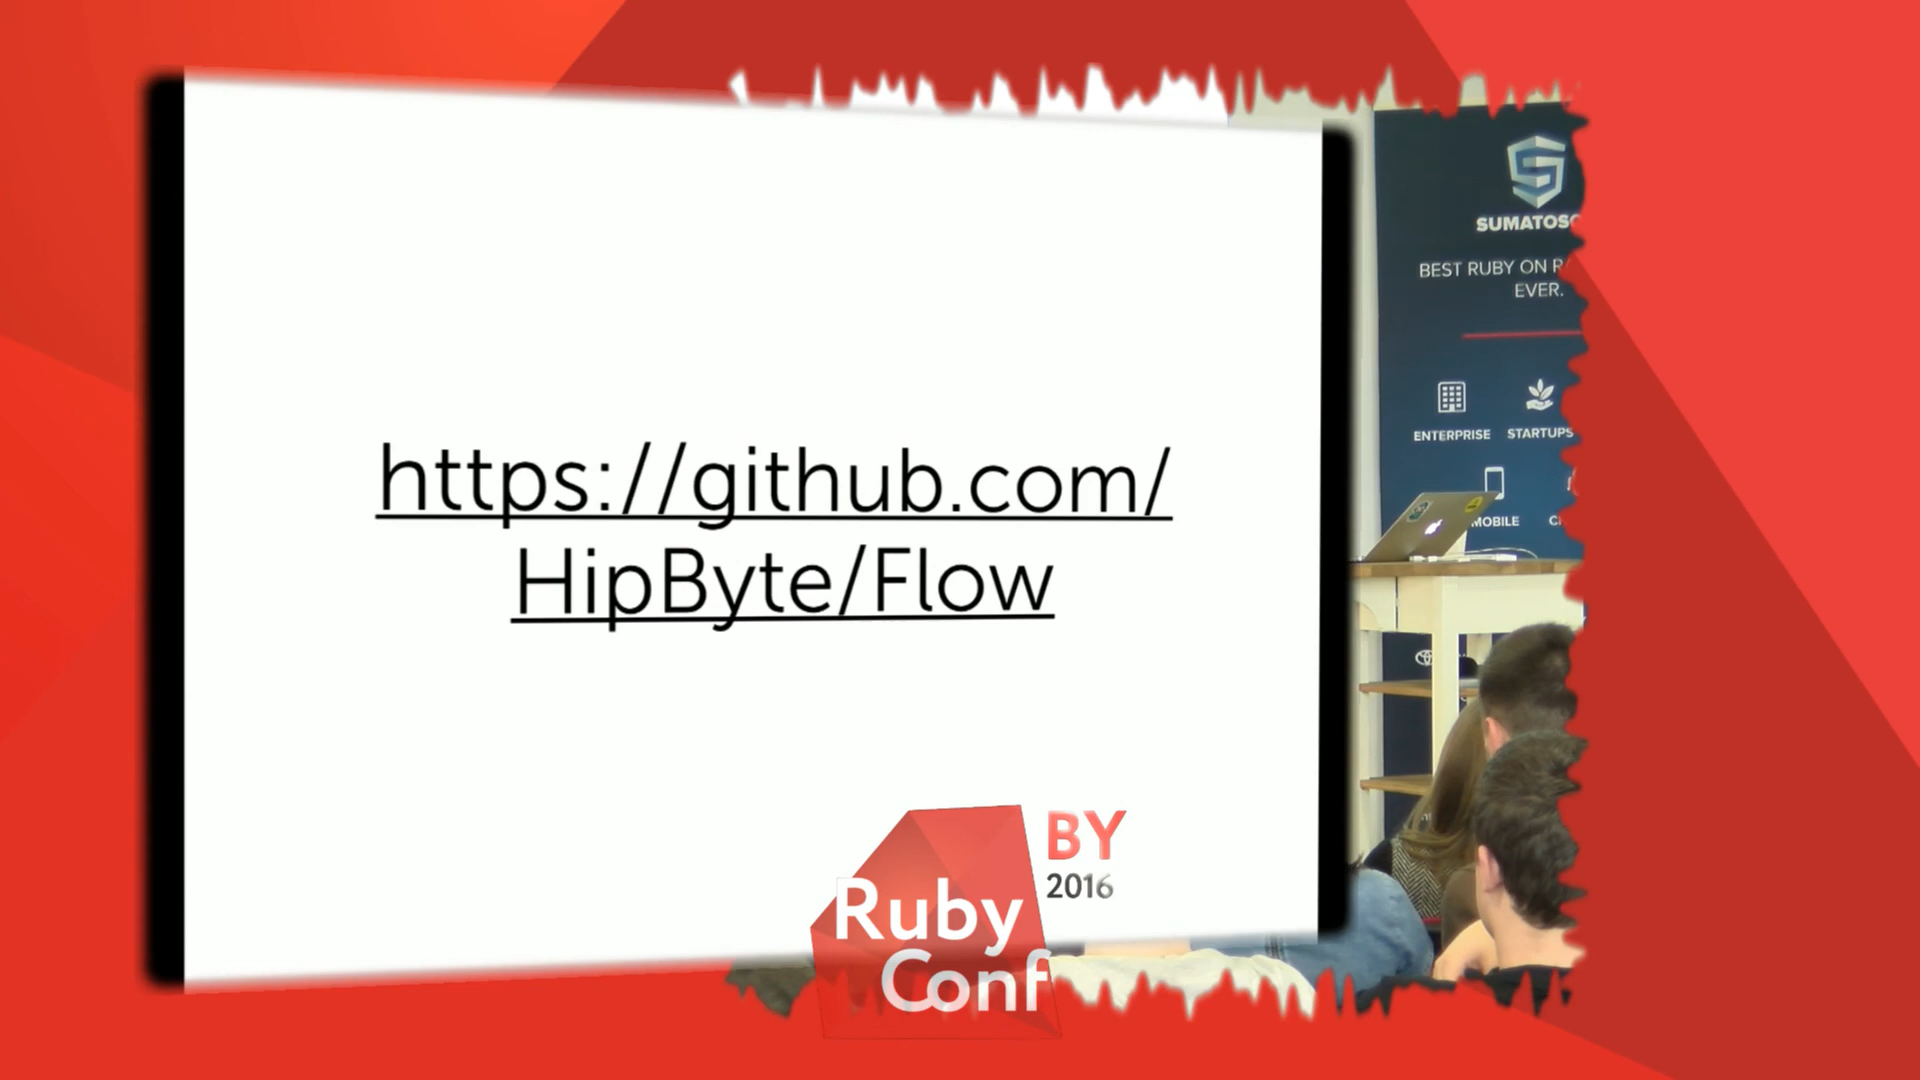 https://github.com/
HipByte/Flow
BY
2016
Ruby
Conf
BEST RUBY ON
EVER.
ENTERPRISE
STARTUPS
MOBILE